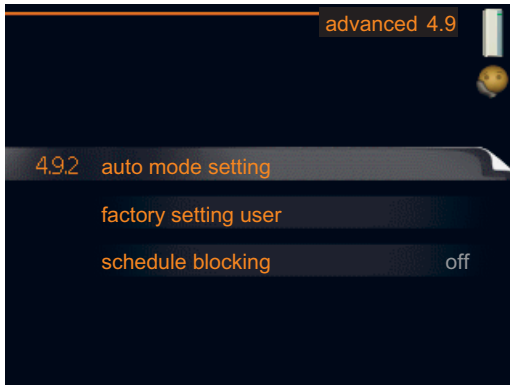 advanced 4.9
4.9.2 auto mode setting
factory setting user
schedule blocking off